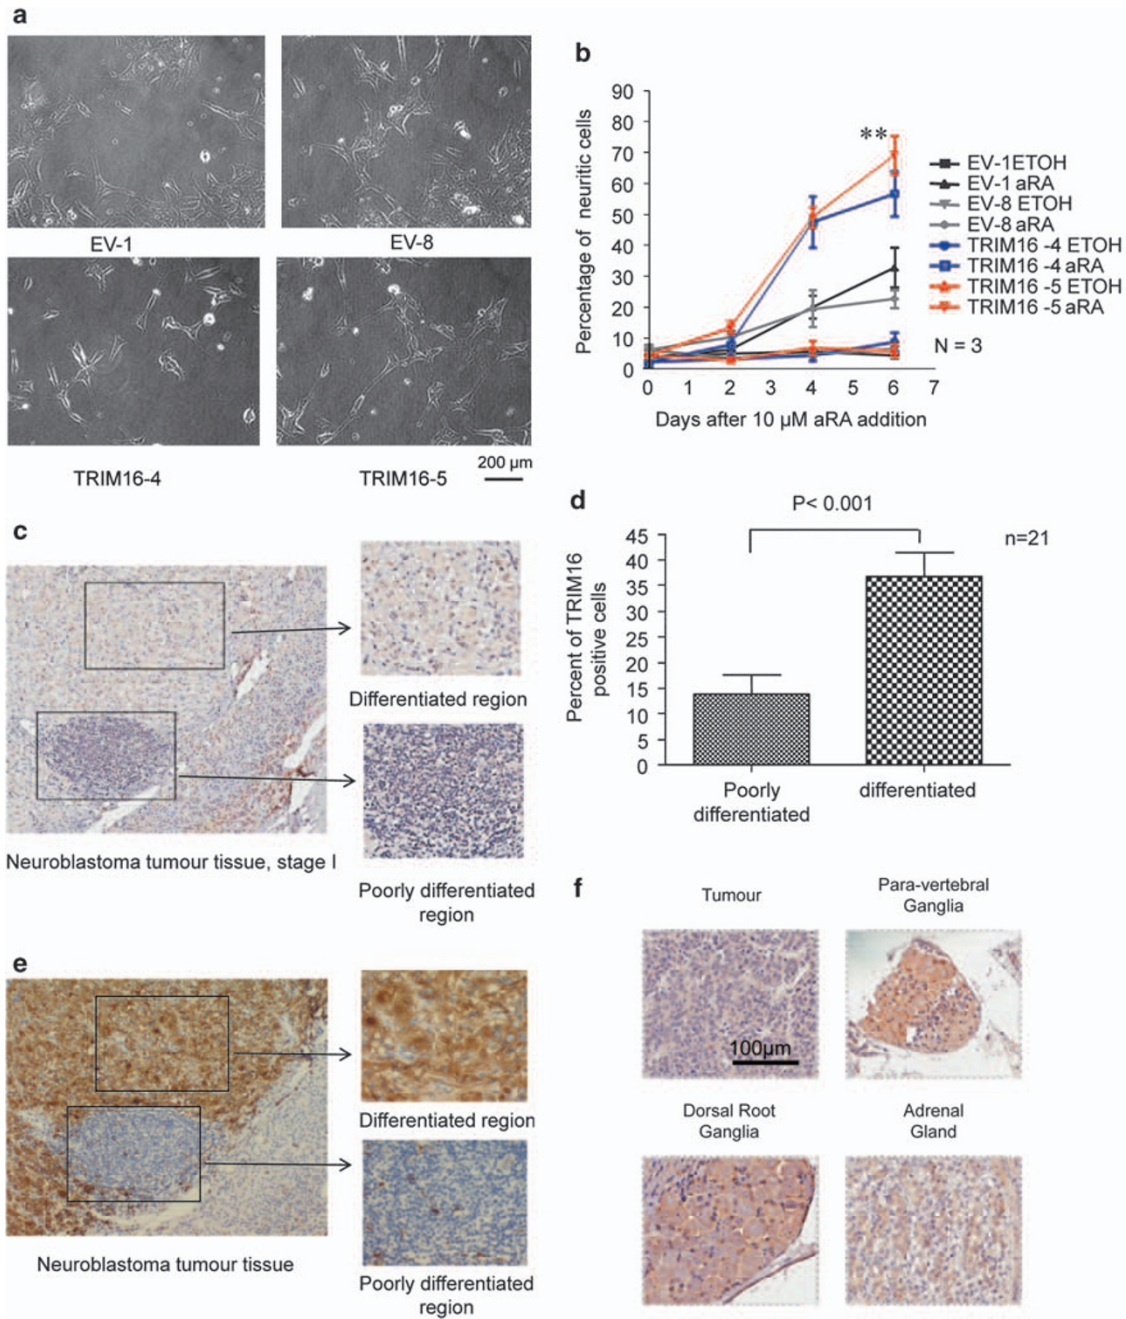 a
EV-1
EV-8
TRIM16-4
TRIM16-5
200 µm
b
Percentage of neuritic cells
90
80
70
60
50
40
30
20
10
0
**
0 1 2 3 4 5 6 7
Days after 10 µM aRA addition
EV-1ETOH
EV-1 aRA
EV-8 ETOH
EV-8 aRA
TRIM16 -4 ETOH
TRIM16 -4 aRA
TRIM16 -5 ETOH
TRIM16 -5 aRA
N = 3
c
Differentiated region
Neuroblastoma tumour tissue, stage I
Poorly differentiated
region
d
P< 0.001
n=21
Percent of TRIM16
positive cells
45
40
35
30
25
20
15
10
5
0
Poorly
differentiated
differentiated
e
Differentiated region
Neuroblastoma tumour tissue
Poorly differentiated
region
f
Tumour
Para-vertebral
Ganglia
100µm
Dorsal Root
Ganglia
Adrenal
Gland